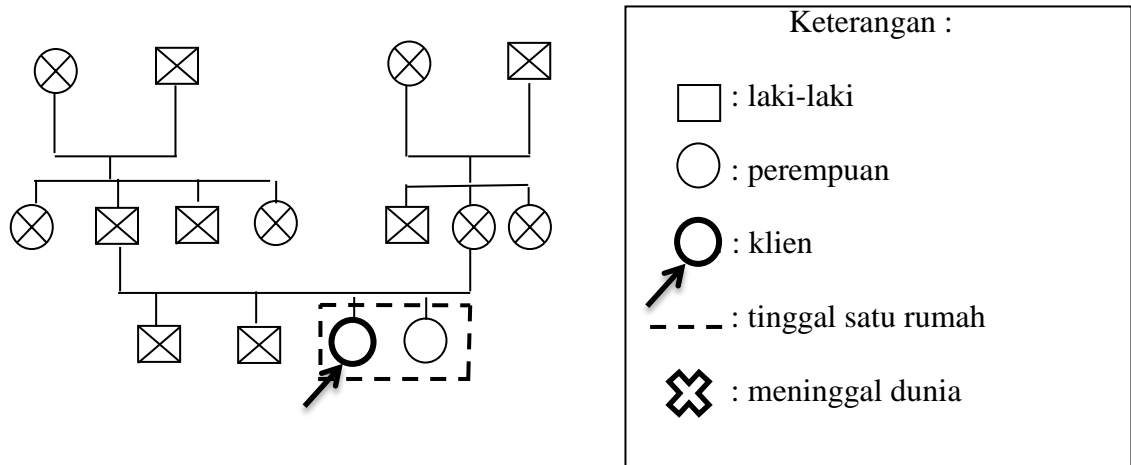 Keterangan :
: laki-laki
: perempuan
: klien
: tinggal satu rumah
: meninggal dunia